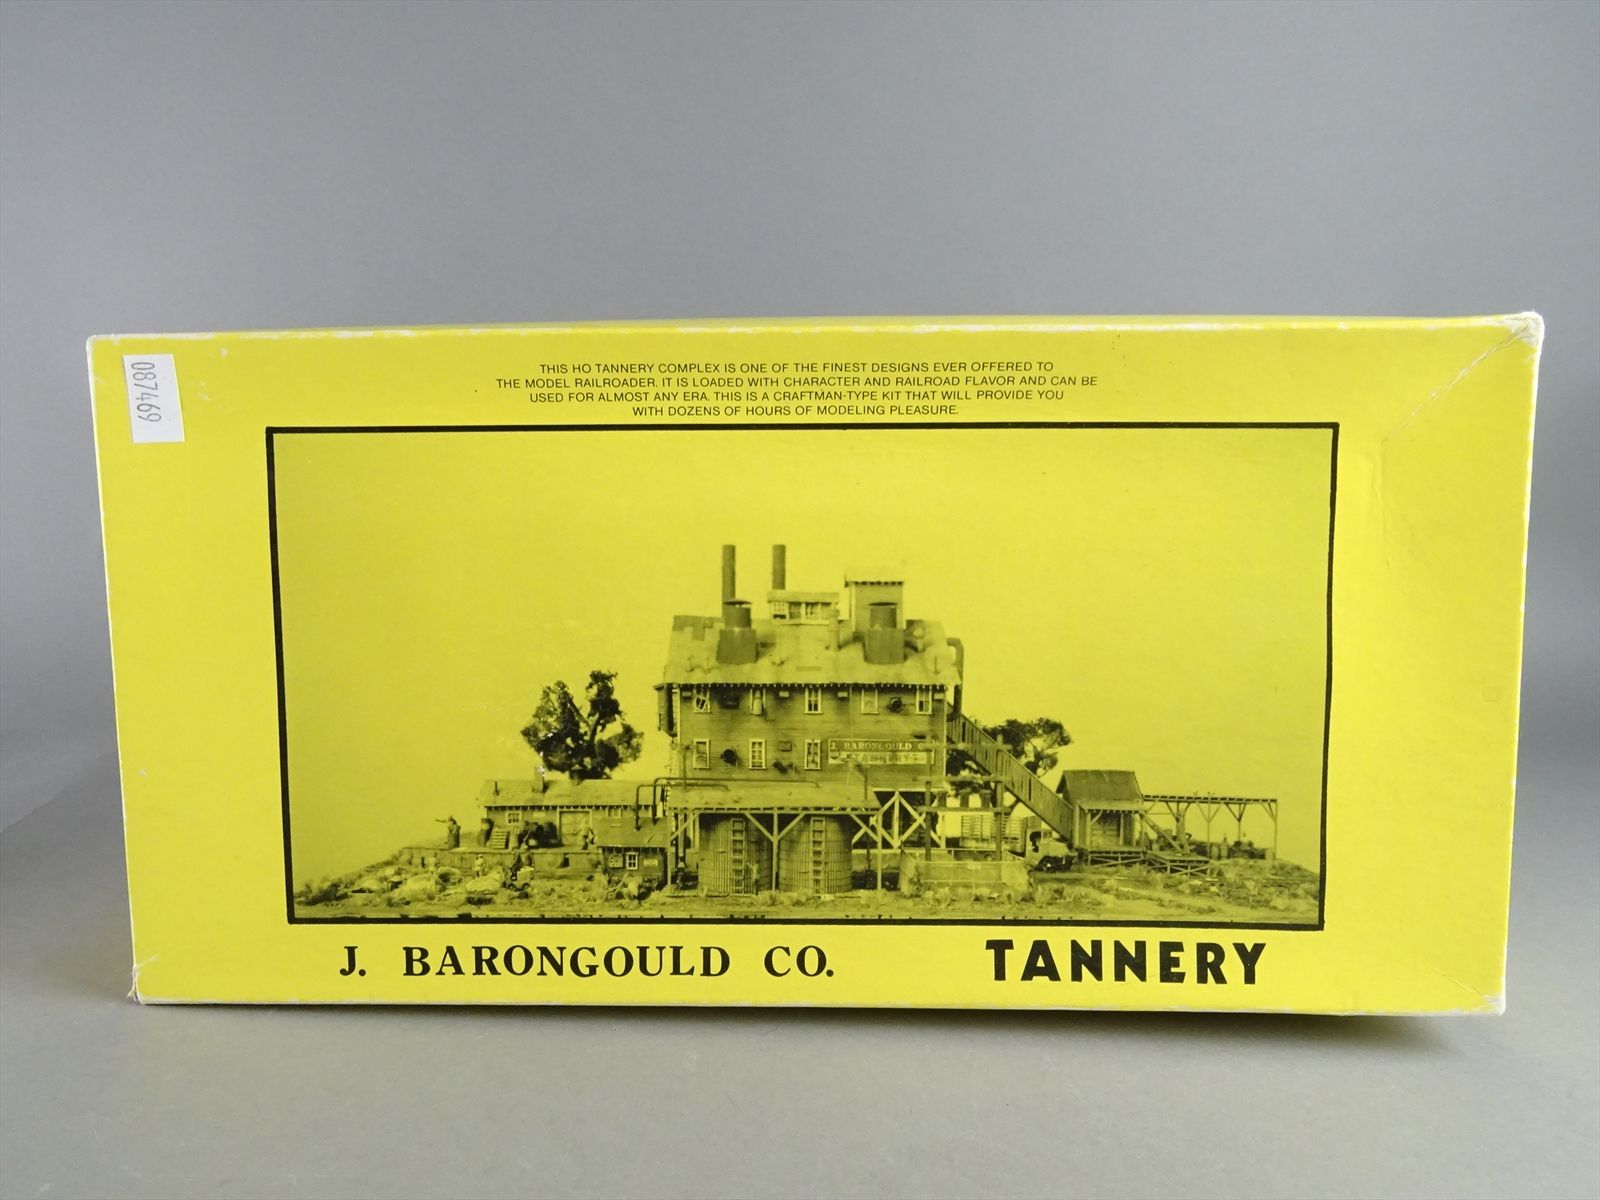 087469
THIS HO TANNERY COMPLEX IS ONE OF THE FINEST DESIGNS EVER OFFERED TO
THE MODEL RAILROADER. IT IS LOADED WITH CHARACTER AND RAILROAD FLAVOR AND CAN BE
USED FOR ALMOST ANY ERA. THIS IS A CRAFTMAN-TYPE KIT THAT WILL PROVIDE YOU
WITH DOZENS OF HOURS OF MODELING PLEASURE.
J. BARONGOULD CO
TANNERY
J. BARONGOULD CO. TANNERY